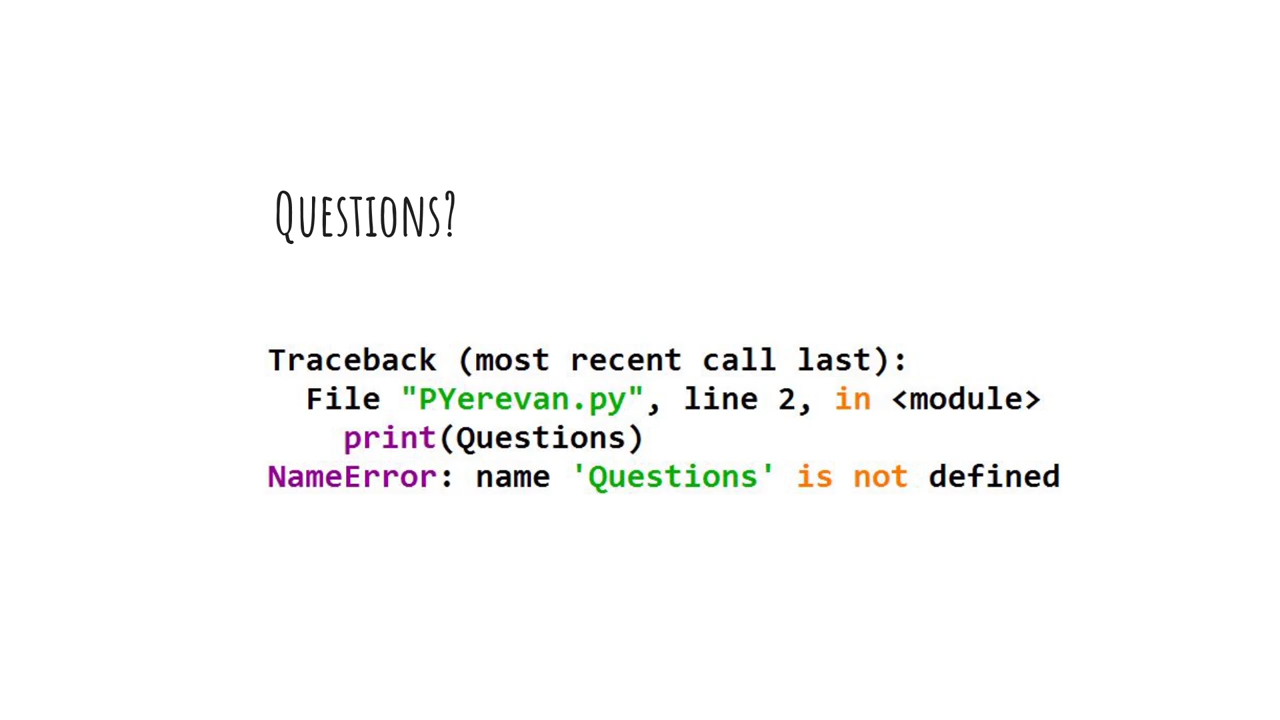 Questions?
Traceback (most recent call last):
  File "PYerevan.py", line 2, in <module>
    print(Questions)
NameError: name 'Questions' is not defined